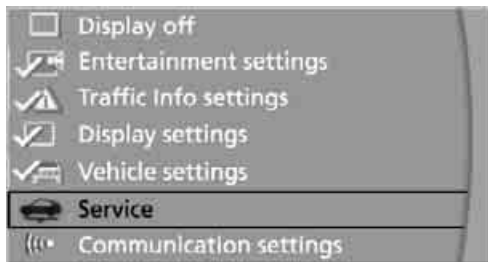 Display off
Entertainment settings
Traffic Info settings
Display settings
Vehicle settings
Service
Communication settings